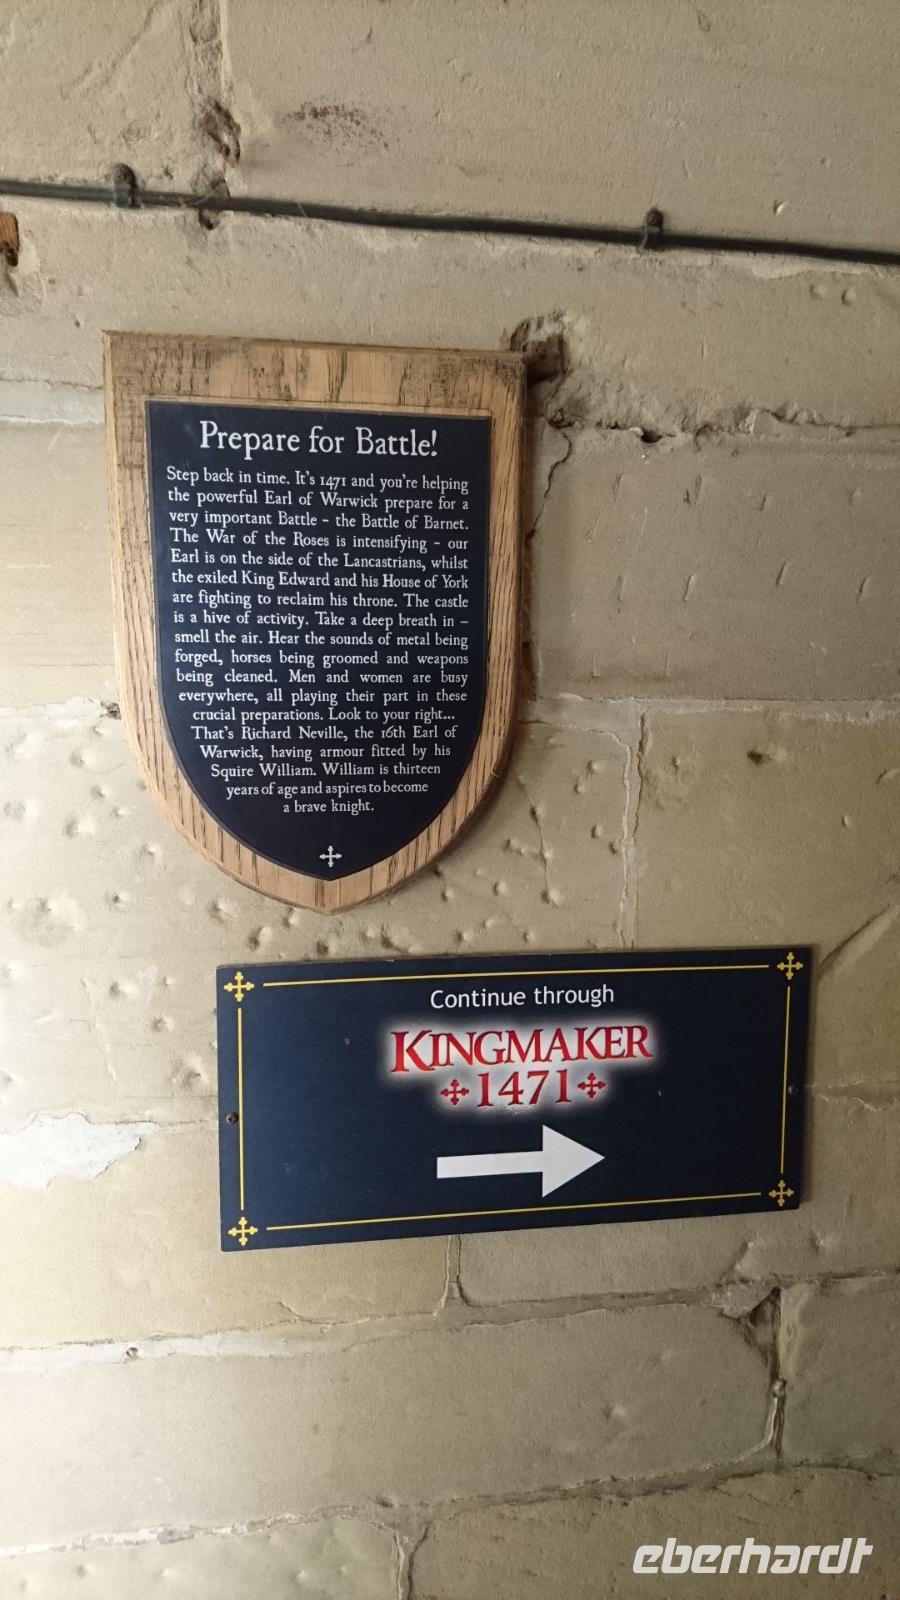 Prepare for Battle!
Step back in time. It's 1471 and you're helping
the powerful Earl of Warwick prepare for a
very important Battle - the Battle of Barnet.
The War of the Roses is intensifying - our
Earl is on the side of the Lancastrians, whilst
the exiled King Edward and his House of York
are fighting to reclaim his throne. The castle
is a hive of activity. Take a deep breath in –
smell the air. Hear the sounds of metal being
forged, horses being groomed and weapons
being cleaned. Men and women are busy
everywhere, all playing their part in these
crucial preparations. Look to your right...
That's Richard Neville, the 16th Earl of
Warwick, having armour fitted by his
Squire William. William is thirteen
years of age and aspires to become
a brave knight.
Continue through
KINGMAKER
1471
eberhardt